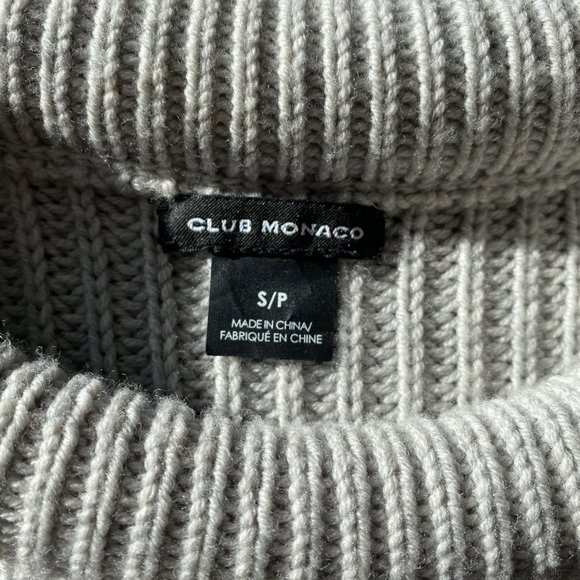 CLUB MONACO
S/P
MADE IN CHINA/
FABRIQUÉ EN CHINE